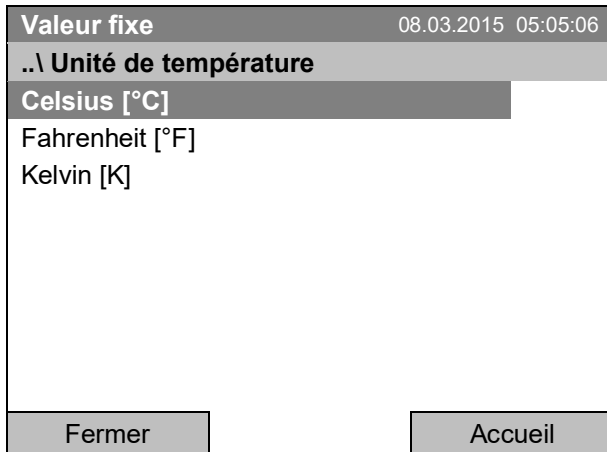 Valeur fixe 08.03.2015 05:05:06
..\ Unité de température
Celsius [°C]
Fahrenheit [°F]
Kelvin [K]
Fermer Accueil